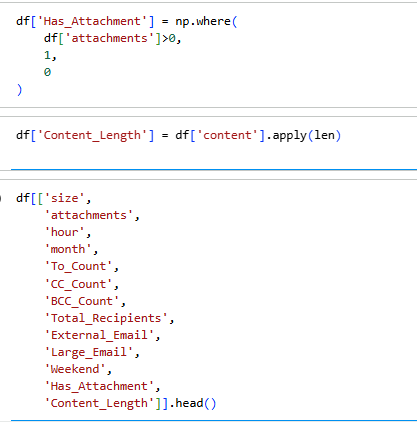 df['Has_Attachment'] = np.where(
    df['attachments']>0,
    1,
    0
)
df['Content_Length'] = df['content'].apply(len)
df[['size',
    'attachments',
    'hour',
    'month',
    'To_Count',
    'CC_Count',
    'BCC_Count',
    'Total_Recipients',
    'External_Email',
    'Large_Email',
    'Weekend',
    'Has_Attachment',
    'Content_Length']].head()